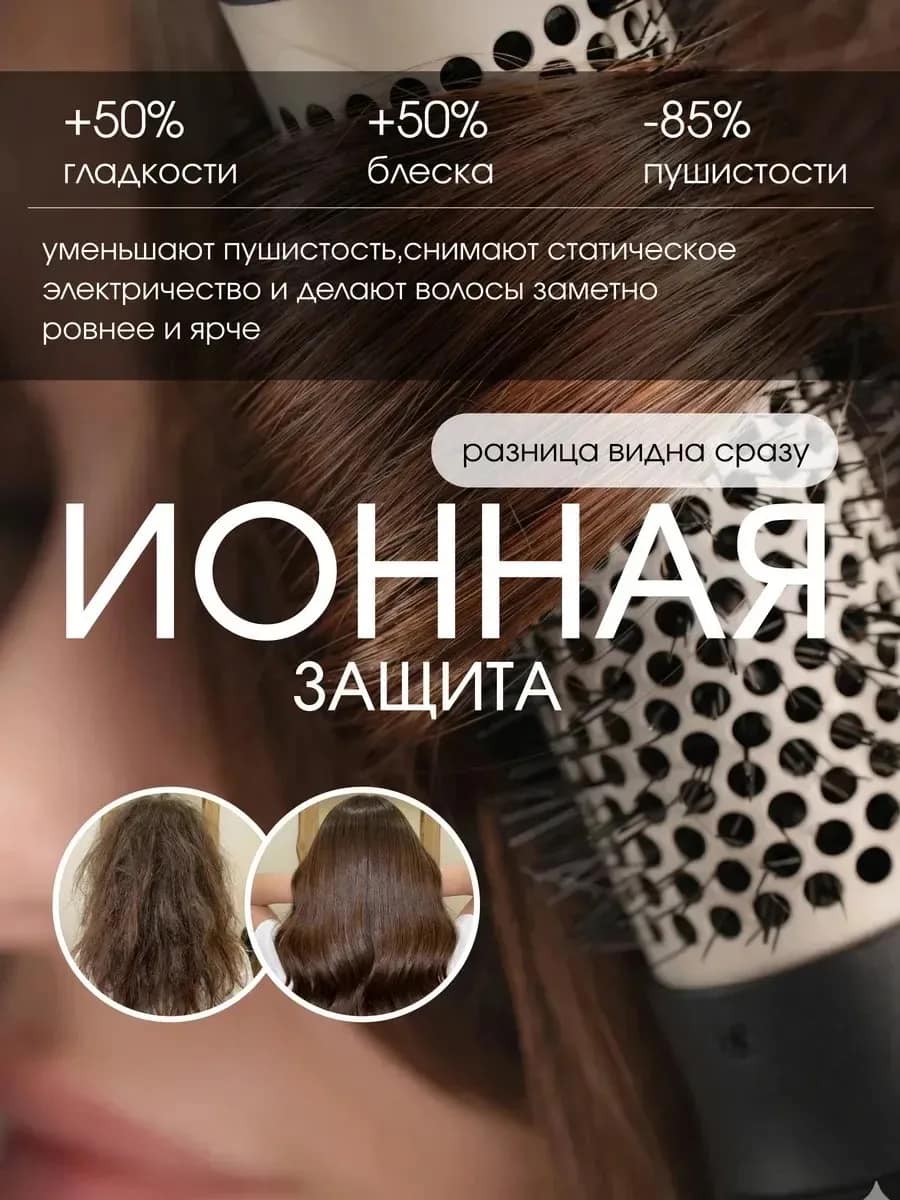 +50%
гладкости
+50%
блеска
-85%
пушистости
уменьшают пушистость,снимают статическое
электричество и делают волосы заметно
ровнее и ярче
разница видна сразу
ИОННАЯ
ЗАЩИТА